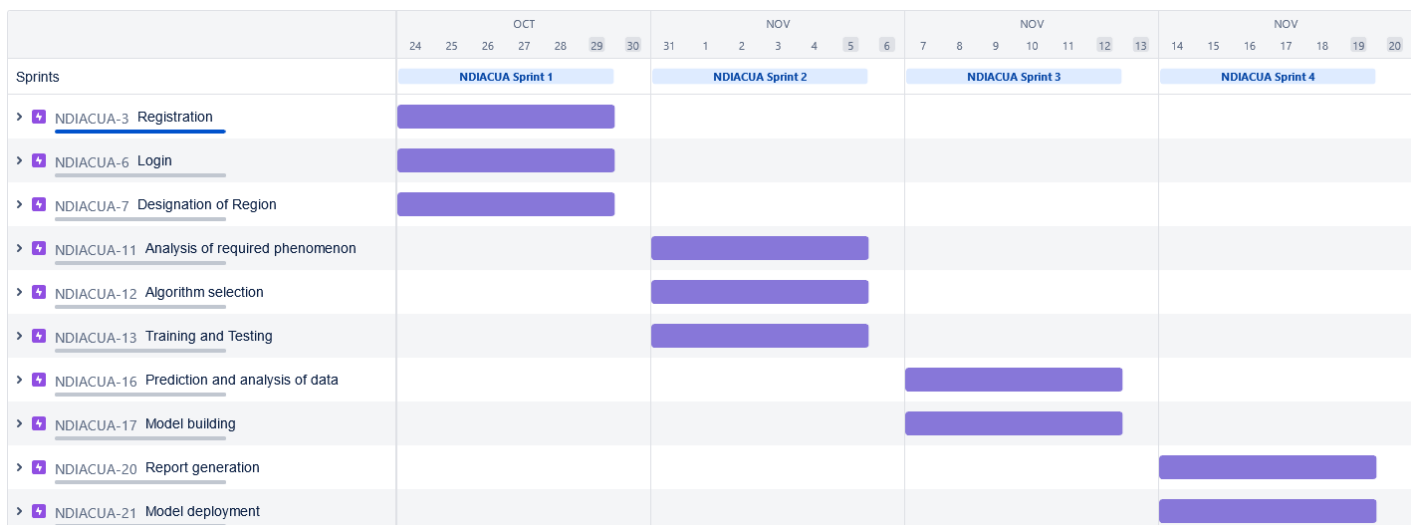 OCT NOV NOV NOV
24 25 26 27 28 29 30 31 1 2 3 4 5 6 7 8 9 10 11 12 13 14 15 16 17 18 19 20
Sprints NDIACUA Sprint 1 NDIACUA Sprint 2 NDIACUA Sprint 3 NDIACUA Sprint 4
NDIACUA-3 Registration
NDIACUA-6 Login
NDIACUA-7 Designation of Region
NDIACUA-11 Analysis of required phenomenon
NDIACUA-12 Algorithm selection
NDIACUA-13 Training and Testing
NDIACUA-16 Prediction and analysis of data
NDIACUA-17 Model building
NDIACUA-20 Report generation
NDIACUA-21 Model deployment